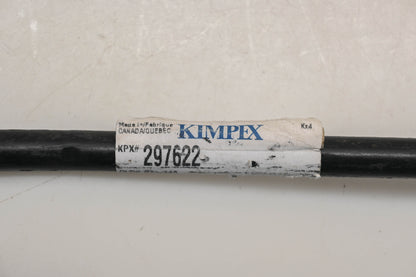 Made in/Fabriqué
CANADA/QUEBEC
KIMPEX
Kx4
KPX# 297622